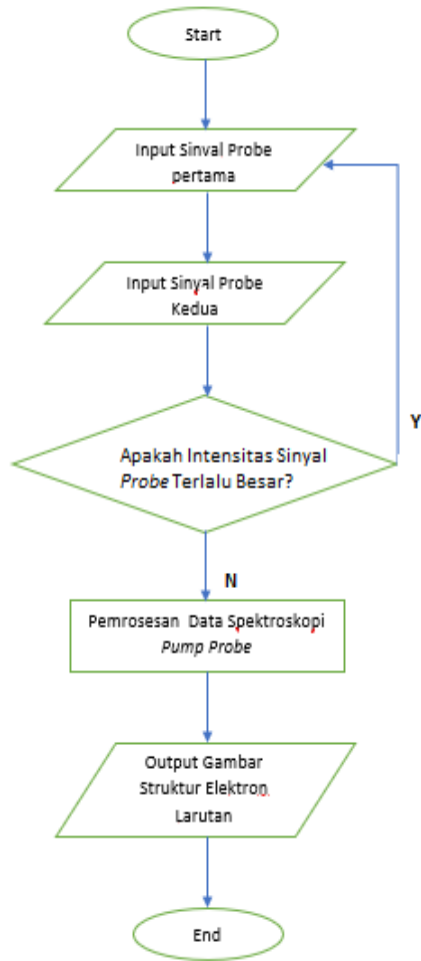 Start
Input Sinyal Probe
pertama
Input Sinyal Probe
Kedua
Apakah Intensitas Sinyal
Probe Terlalu Besar?
Y
N
Pemrosesan Data Spektroskopi
Pump Probe
Output Gambar
Struktur Elektron
Larutan
End